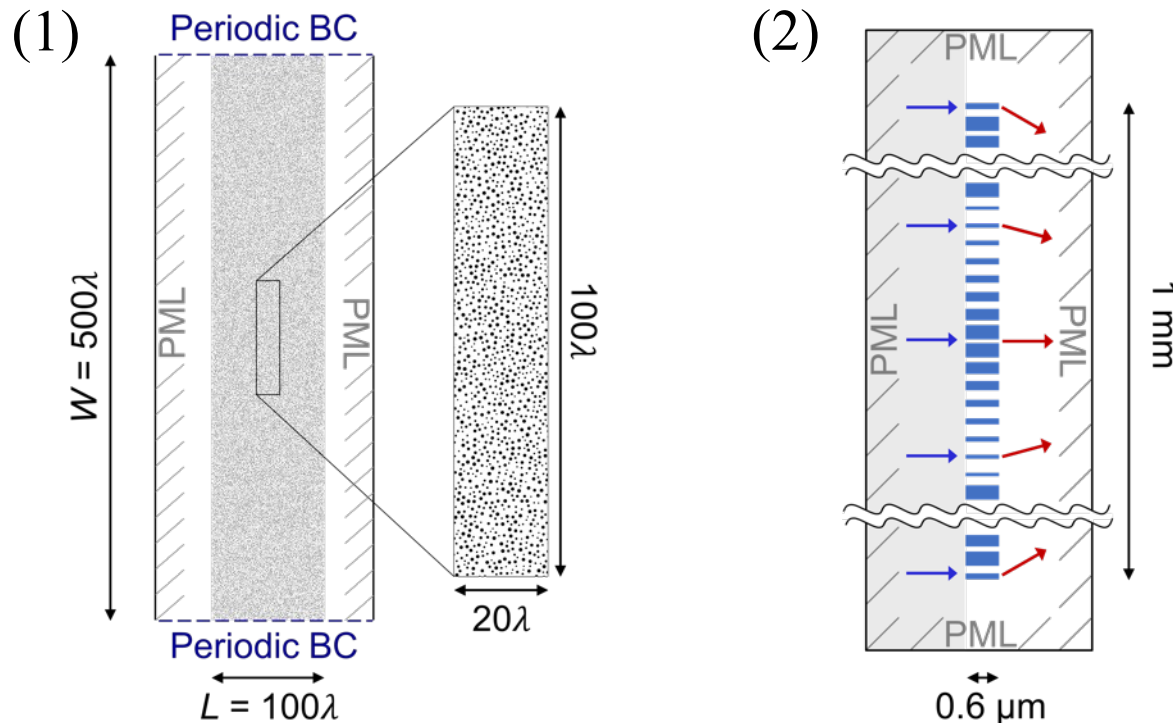 (1)
Periodic BC
W = 500λ
PML
PML
100λ
20λ
Periodic BC
L = 100λ
(2)
PML
PML
PML
1 mm
PML
0.6 μm